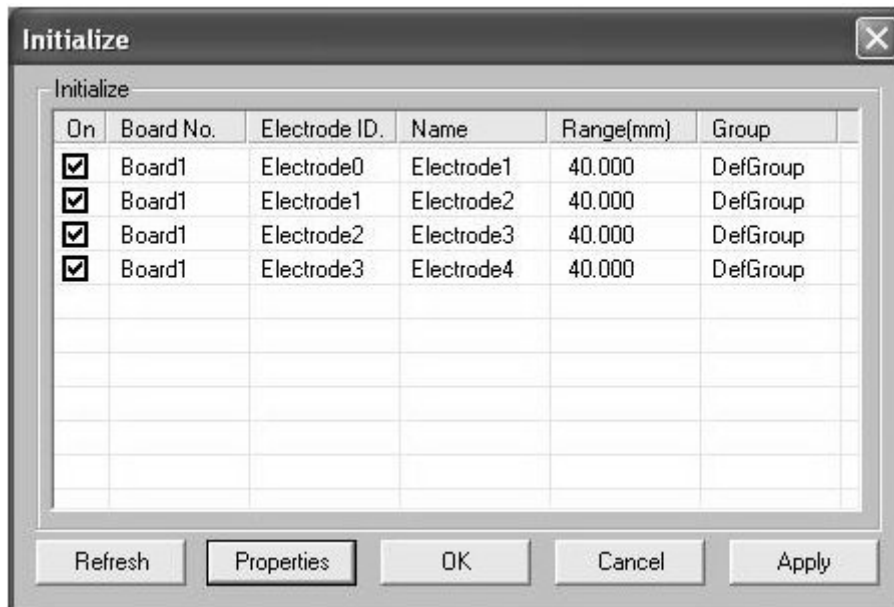 Initialize
Initialize
On Board No. Electrode ID. Name Range(mm) Group
Board1 Electrode0 Electrode1 40.000 DefGroup
Board1 Electrode1 Electrode2 40.000 DefGroup
Board1 Electrode2 Electrode3 40.000 DefGroup
Board1 Electrode3 Electrode4 40.000 DefGroup
Refresh Properties OK Cancel Apply